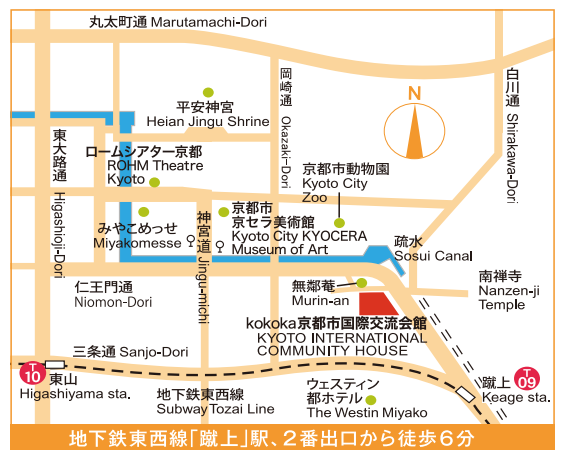 丸太町通 Marutamachi-Dori
岡崎通 Okazaki-Dori
白川通 Shirakawa-Dori
N
平安神宮
Heian Jingu Shrine
東大路通 Higashioji-Dori
ロームシアター京都
ROHM Theatre
Kyoto
京都市動物園
Kyoto City
Zoo
みやこめっせ
Miyakomesse
神宮道 Jingu-michi
京都市
京セラ美術館
Kyoto City KYOCERA
Museum of Art
疏水
Sosui Canal
仁王門通
Niomon-Dori
無鄰菴
Murin-an
南禅寺
Nanzen-ji
Temple
kokoka京都市国際交流会館
KYOTO INTERNATIONAL
COMMUNITY HOUSE
三条通 Sanjo-Dori
T
10
東山
Higashiyama sta.
地下鉄東西線
Subway Tozai Line
ウェスティン
都ホテル
The Westin Miyako
蹴上
Keage sta.
T
09
地下鉄東西線「蹴上」駅、2番出口から徒歩6分